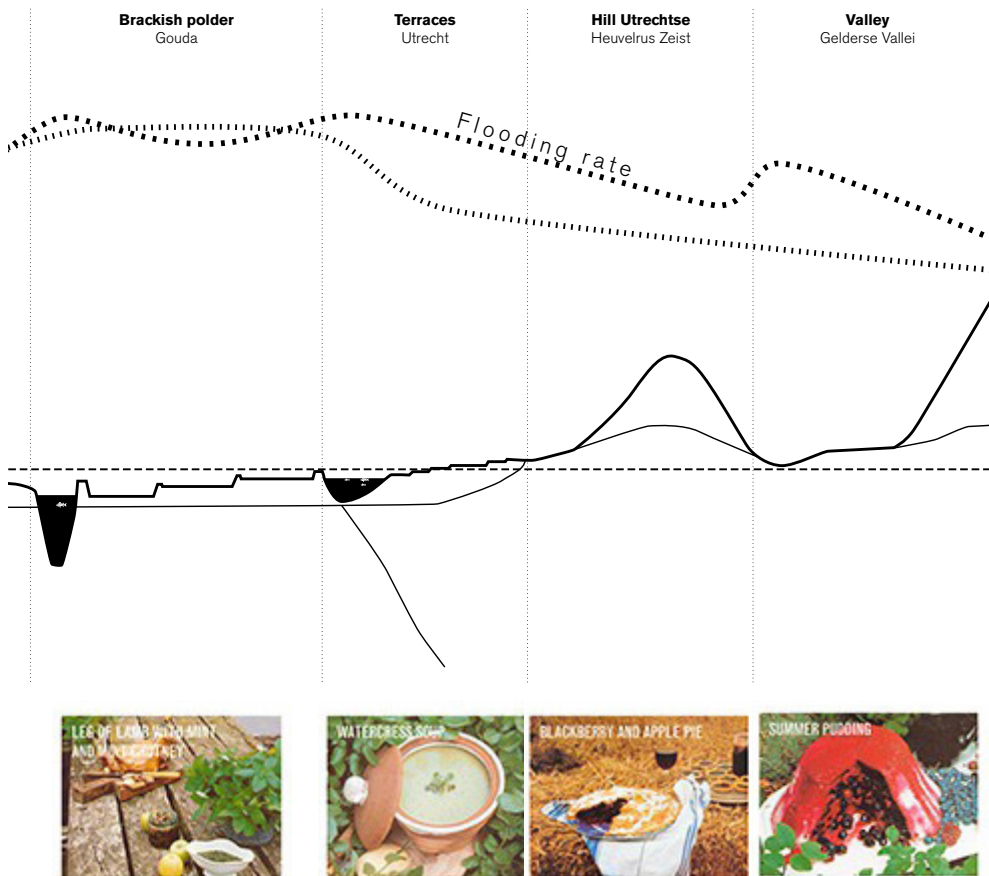 Brackish polder
Gouda
Terraces
Utrecht
Hill Utrechtse
Heuvelrus Zeist
Valley
Gelderse Vallei
Flooding rate
LEG OF LAMB WITH MINT
AND
WATERCRESS SOUP
BLACKBERRY AND APPLE PIE
SUMMER PUDDING